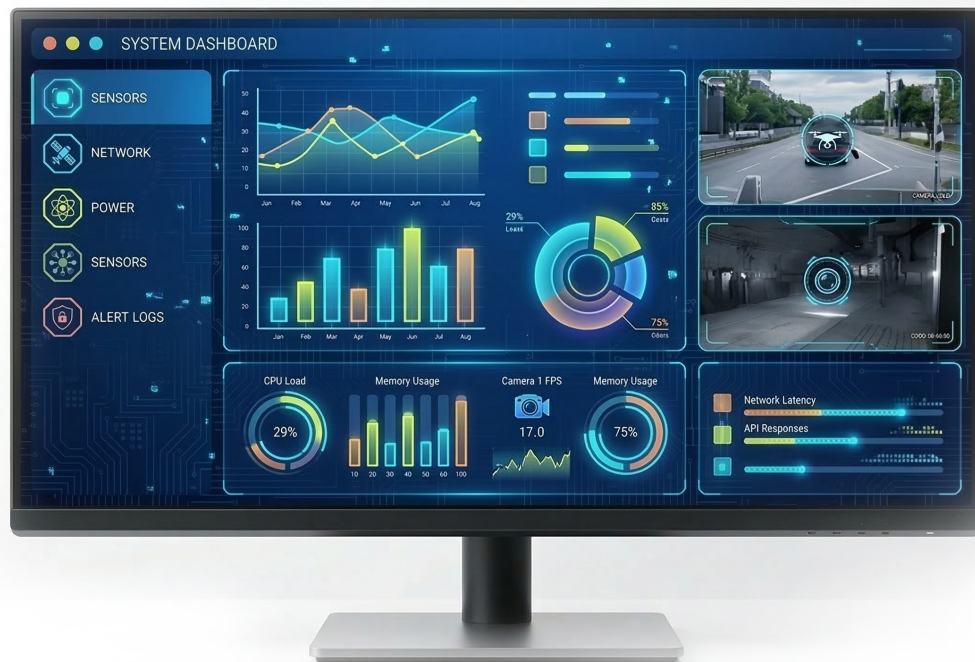 SYSTEM DASHBOARD
SENSORS
NETWORK
POWER
SENSORS
ALERT LOGS
50
40
30
20
10
0
Jun Feb Mar Apr May Jun Jul Aug
100
80
60
40
20
0
Jan Feb Mar Apr May Jun Jul Aug
29%
85%
75%
CPU Load
29%
Memory Usage
10 20 30 40 50 60 100
Camera 1 FPS
17.0
Memory Usage
75%
Network Latency
API Responses